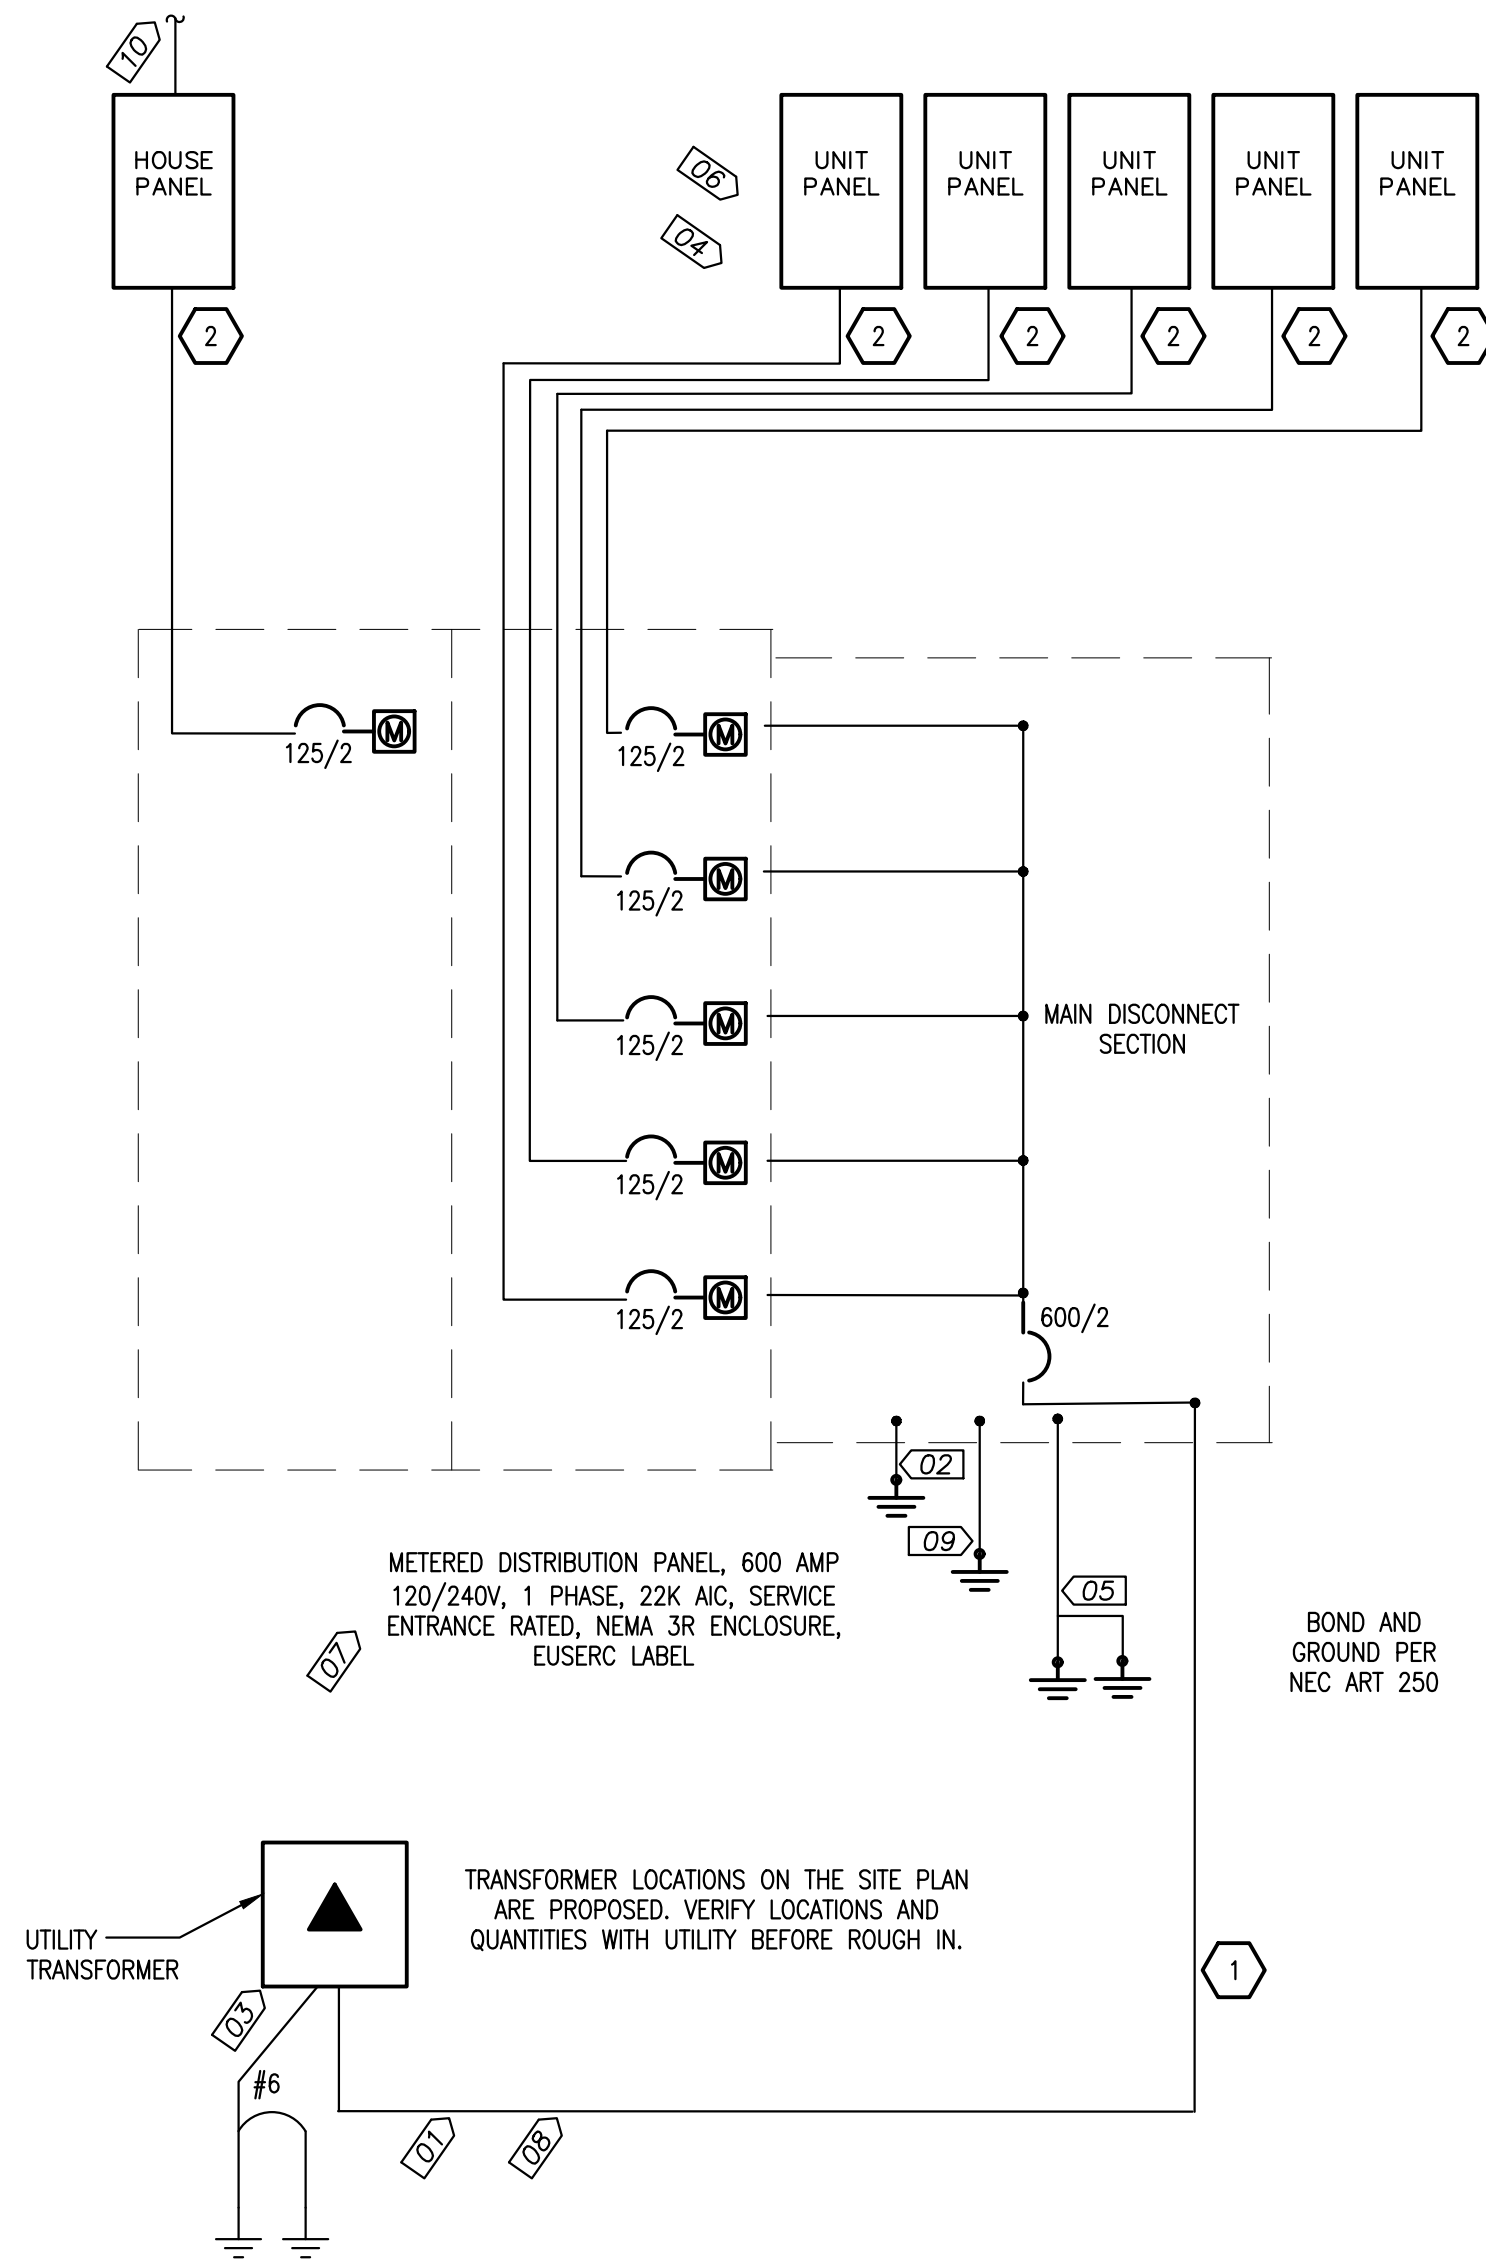 10
HOUSE
PANEL
06
04
UNIT
PANEL
UNIT
PANEL
UNIT
PANEL
UNIT
PANEL
UNIT
PANEL
2
2
2
2
2
2
M
125/2
M
125/2
M
125/2
M
125/2
M
125/2
M
125/2
MAIN DISCONNECT
SECTION
600/2
02
09
05
METERED DISTRIBUTION PANEL, 600 AMP
120/240V, 1 PHASE, 22K AIC, SERVICE
ENTRANCE RATED, NEMA 3R ENCLOSURE,
EUSERC LABEL
07
BOND AND
GROUND PER
NEC ART 250
TRANSFORMER LOCATIONS ON THE SITE PLAN
ARE PROPOSED. VERIFY LOCATIONS AND
QUANTITIES WITH UTILITY BEFORE ROUGH IN.
UTILITY
TRANSFORMER
1
03
#6
01
08